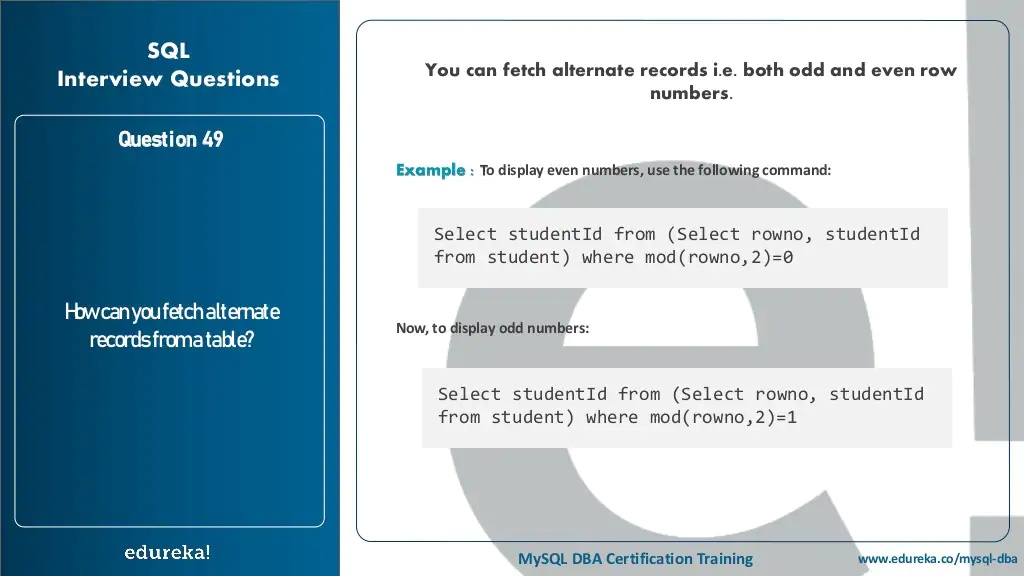 SQL
Interview Questions
Question 49
How can you fetch alternate
records from a table?
edureka!
You can fetch alternate records i.e. both odd and even row
numbers.
Example : To display even numbers, use the following command:
Select studentId from (Select rowno, studentId
from student) where mod(rowno,2)=0
Now, to display odd numbers:
Select studentId from (Select rowno, studentId
from student) where mod(rowno,2)=1
MySQL DBA Certification Training
www.edureka.co/mysql-dba